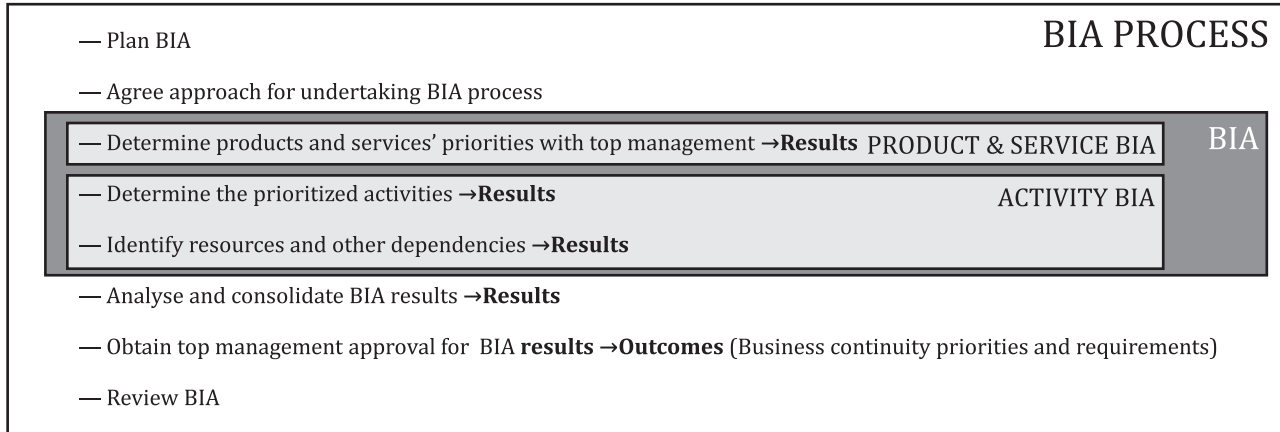 BIA PROCESS
— Plan BIA
— Agree approach for undertaking BIA process
— Determine products and services’ priorities with top management →Results PRODUCT & SERVICE BIA
BIA
— Determine the prioritized activities →Results
ACTIVITY BIA
— Identify resources and other dependencies →Results
— Analyse and consolidate BIA results →Results
— Obtain top management approval for BIA results →Outcomes (Business continuity priorities and requirements)
— Review BIA